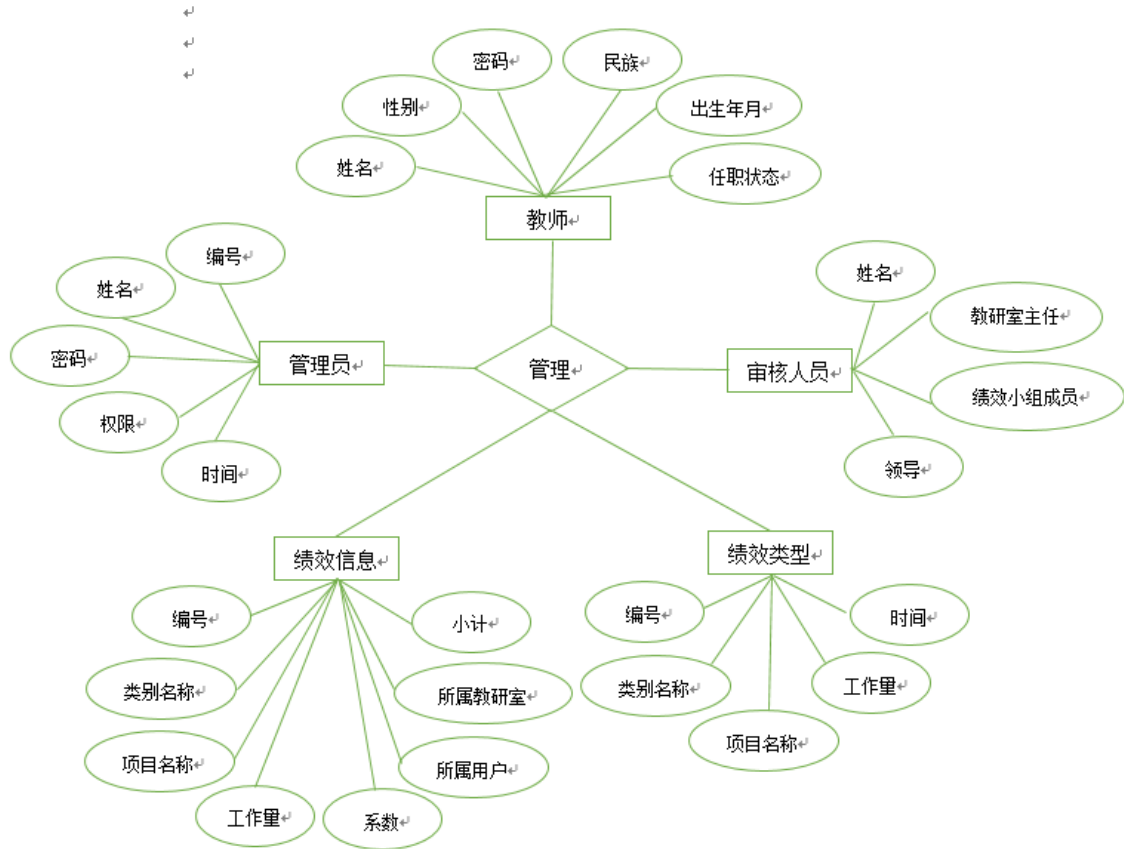 密码
民族
性别
出生年月
姓名
任职状态
教师
编号
姓名
密码
权限
时间
管理员
管理
审核人员
姓名
教研室主任
绩效小组成员
领导
绩效信息
编号
类别名称
项目名称
工作量
系数
所属用户
所属教研室
小计
绩效类型
编号
类别名称
项目名称
工作量
时间